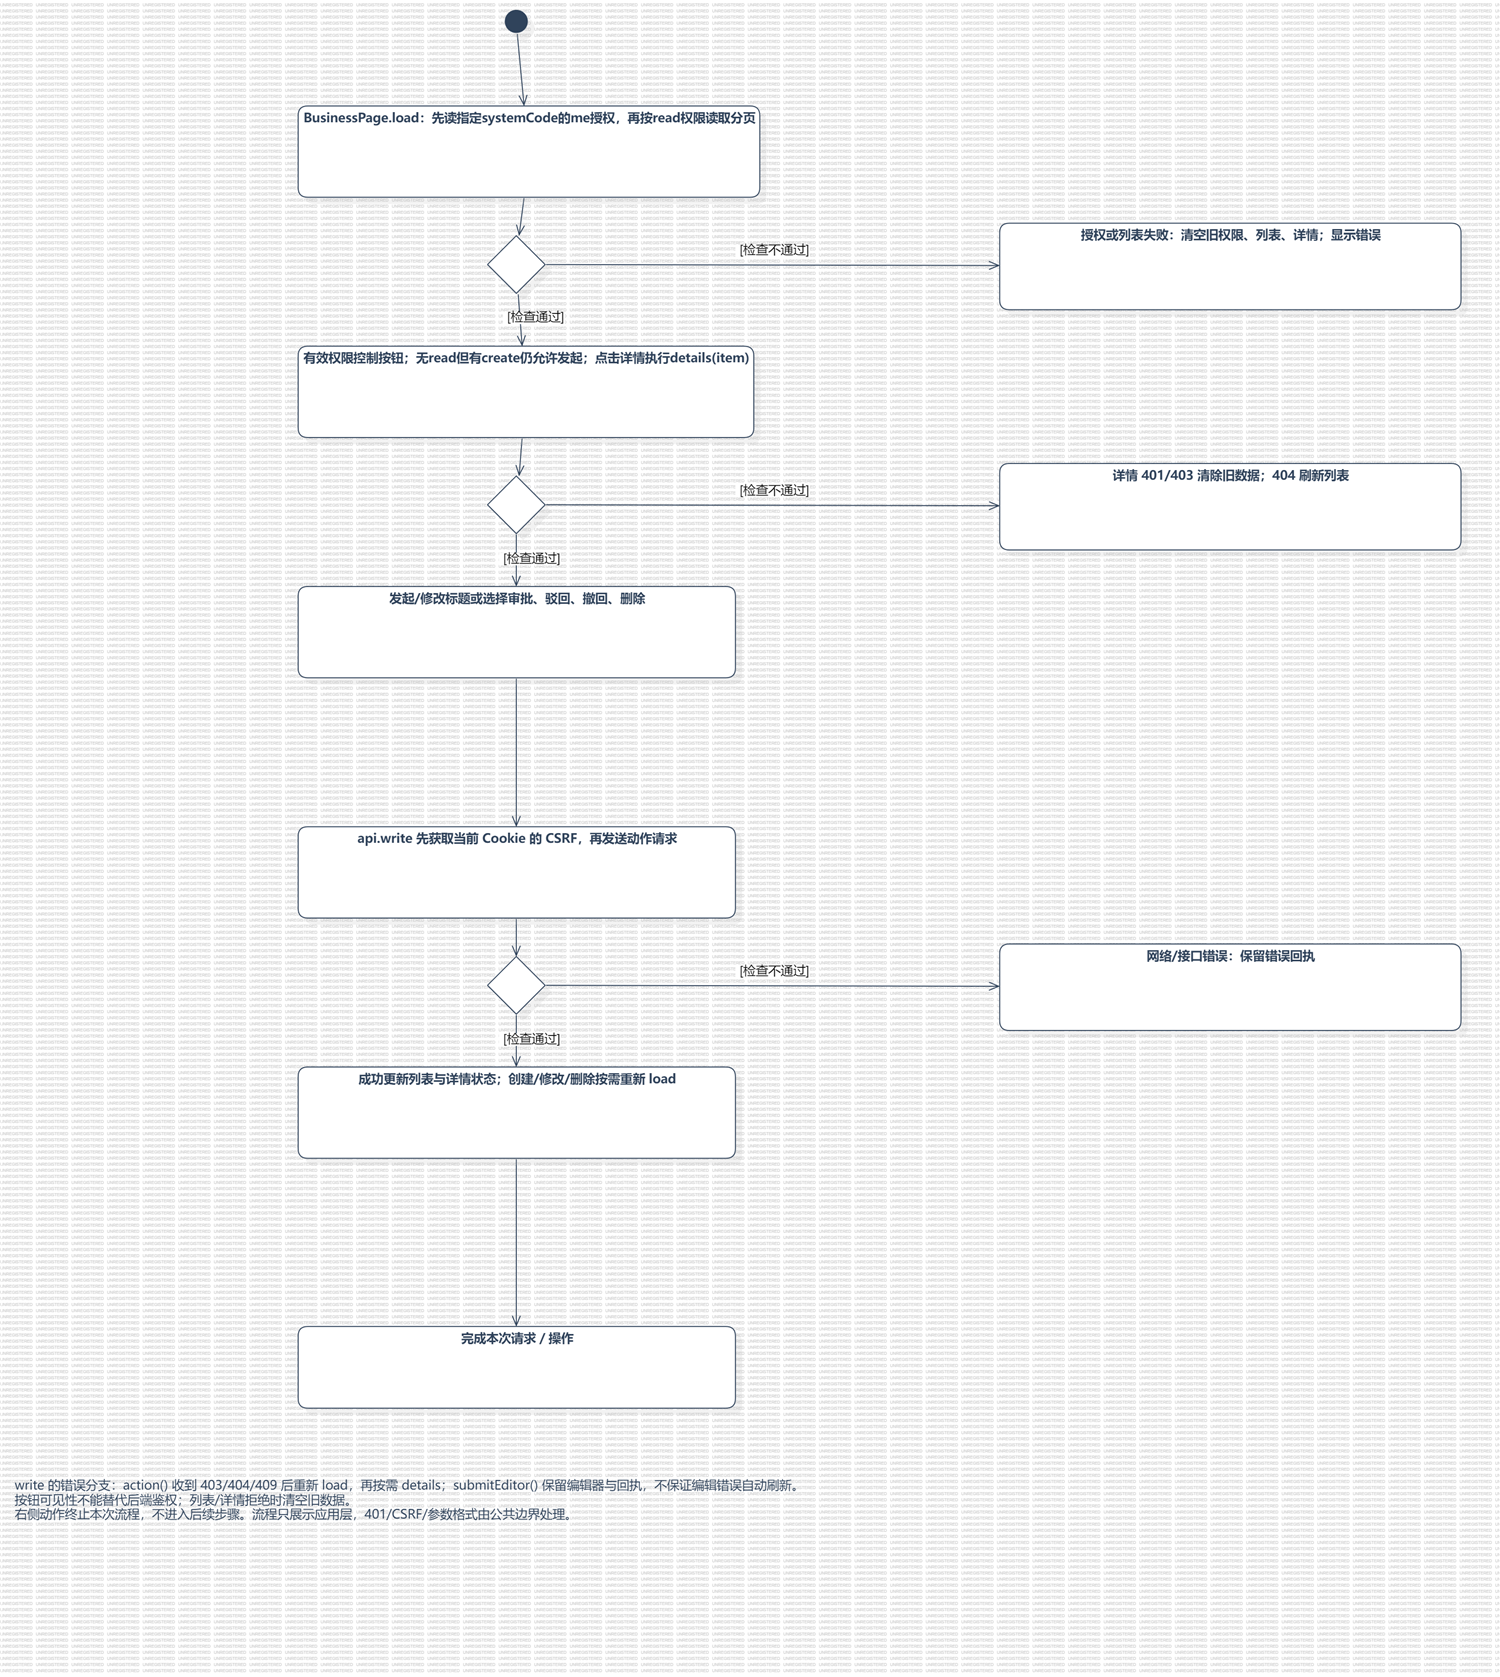 BusinessPage.load：先读指定systemCode的me授权，再按read权限读取分页
[检查不通过]
授权或列表失败：清空旧权限、列表、详情；显示错误
[检查通过]
有效权限控制按钮；无read但有create仍允许发起；点击详情执行details(item)
[检查不通过]
详情 401/403 清除旧数据；404 刷新列表
[检查通过]
发起/修改标题或选择审批、驳回、撤回、删除
api.write 先获取当前 Cookie 的 CSRF，再发送动作请求
[检查不通过]
网络/接口错误：保留错误回执
[检查通过]
成功更新列表与详情状态；创建/修改/删除按需重新 load
完成本次请求 / 操作
write 的错误分支：action() 收到 403/404/409 后重新 load，再按需 details；submitEditor() 保留编辑器与回执，不保证编辑错误自动刷新。
按钮可见性不能替代后端鉴权；列表/详情拒绝时清空旧数据。
右侧动作终止本次流程，不进入后续步骤。流程只展示应用层，401/CSRF/参数格式由公共边界处理。